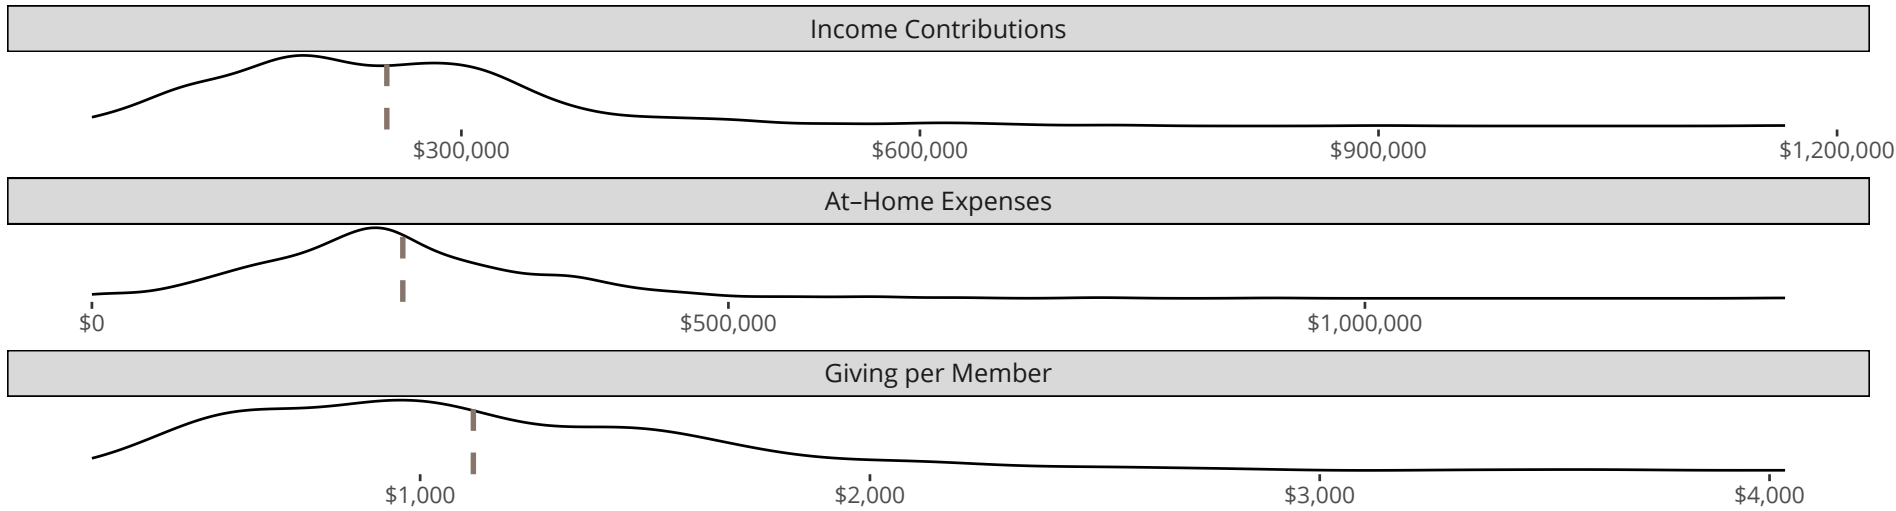 Income Contributions
$300,000 $600,000 $900,000 $1,200,000
At–Home Expenses
$0 $500,000 $1,000,000
Giving per Member
$1,000 $2,000 $3,000 $4,000